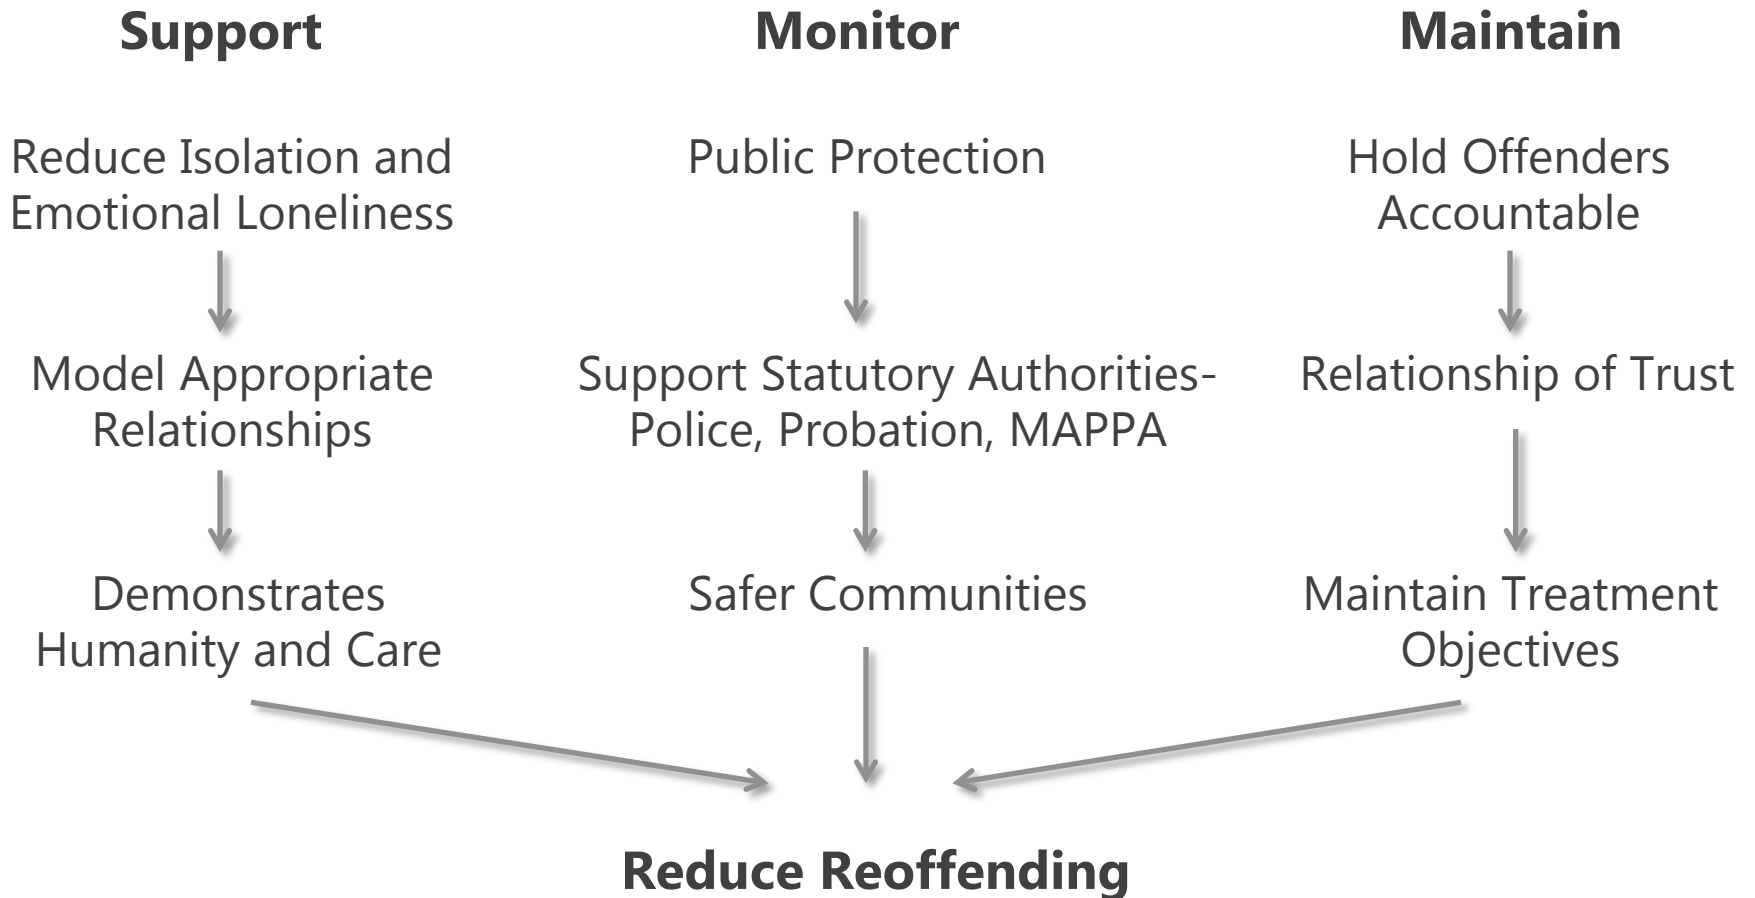 Support
Monitor
Maintain
Reduce Isolation and
Emotional Loneliness
Public Protection
Hold Offenders
Accountable
Model Appropriate
Relationships
Support Statutory Authorities-
Police, Probation, MAPPA
Relationship of Trust
Demonstrates
Humanity and Care
Safer Communities
Maintain Treatment
Objectives
Reduce Reoffending